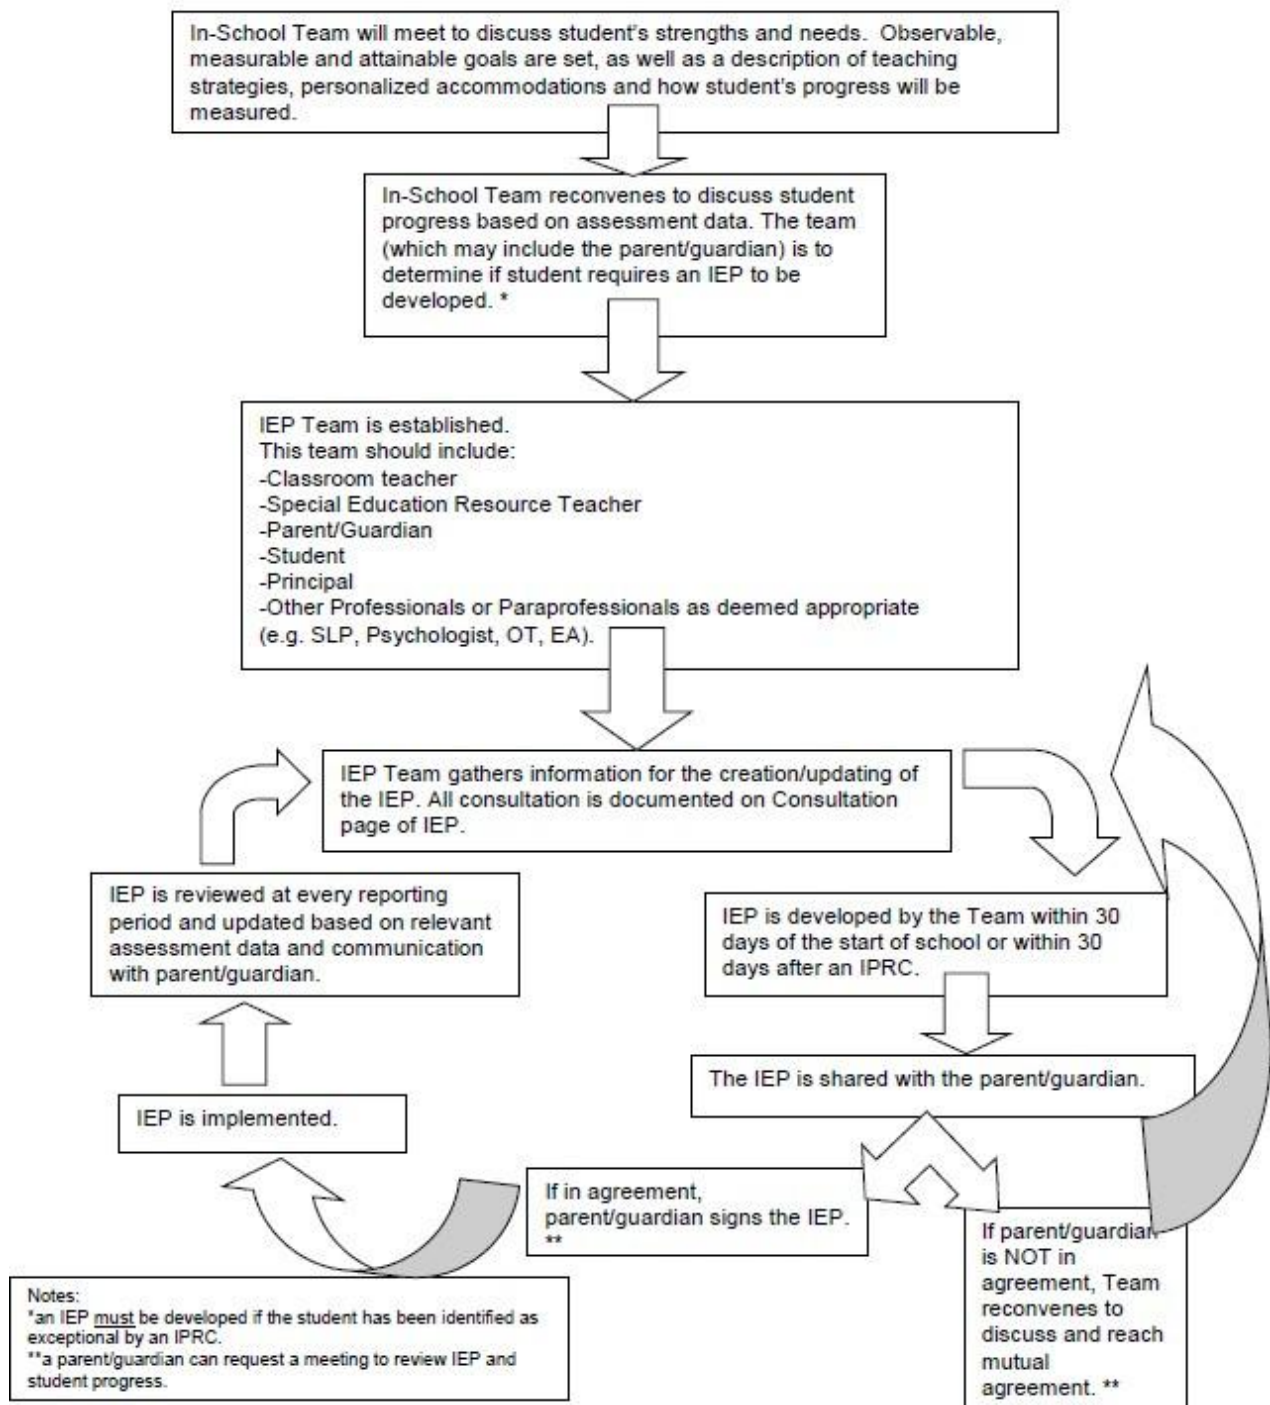 In-School Team will meet to discuss student's strengths and needs.  Observable,
measurable and attainable goals are set, as well as a description of teaching
strategies, personalized accommodations and how student's progress will be
measured.
In-School Team reconvenes to discuss student
progress based on assessment data. The team
(which may include the parent/guardian) is to
determine if student requires an IEP to be
developed. *
IEP Team is established.
This team should include:
-Classroom teacher
-Special Education Resource Teacher
-Parent/Guardian
-Student
-Principal
-Other Professionals or Paraprofessionals as deemed appropriate
(e.g. SLP, Psychologist, OT, EA).
IEP Team gathers information for the creation/updating of
the IEP. All consultation is documented on Consultation
page of IEP.
IEP is reviewed at every reporting
period and updated based on relevant
assessment data and communication
with parent/guardian.
IEP is developed by the Team within 30
days of the start of school or within 30
days after an IPRC.
The IEP is shared with the parent/guardian.
IEP is implemented.
If in agreement,
parent/guardian signs the IEP.
**
If parent/guardian
is NOT in
agreement, Team
reconvenes to
discuss and reach
mutual
agreement. **
Notes:
*an IEP must be developed if the student has been identified as
exceptional by an IPRC.
**a parent/guardian can request a meeting to review IEP and
student progress.